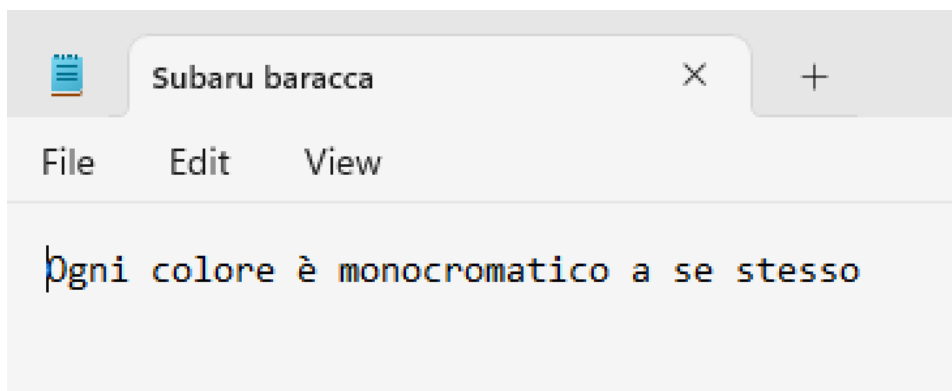 Subaru baracca
File Edit View
Ogni colore è monocromatico a se stesso